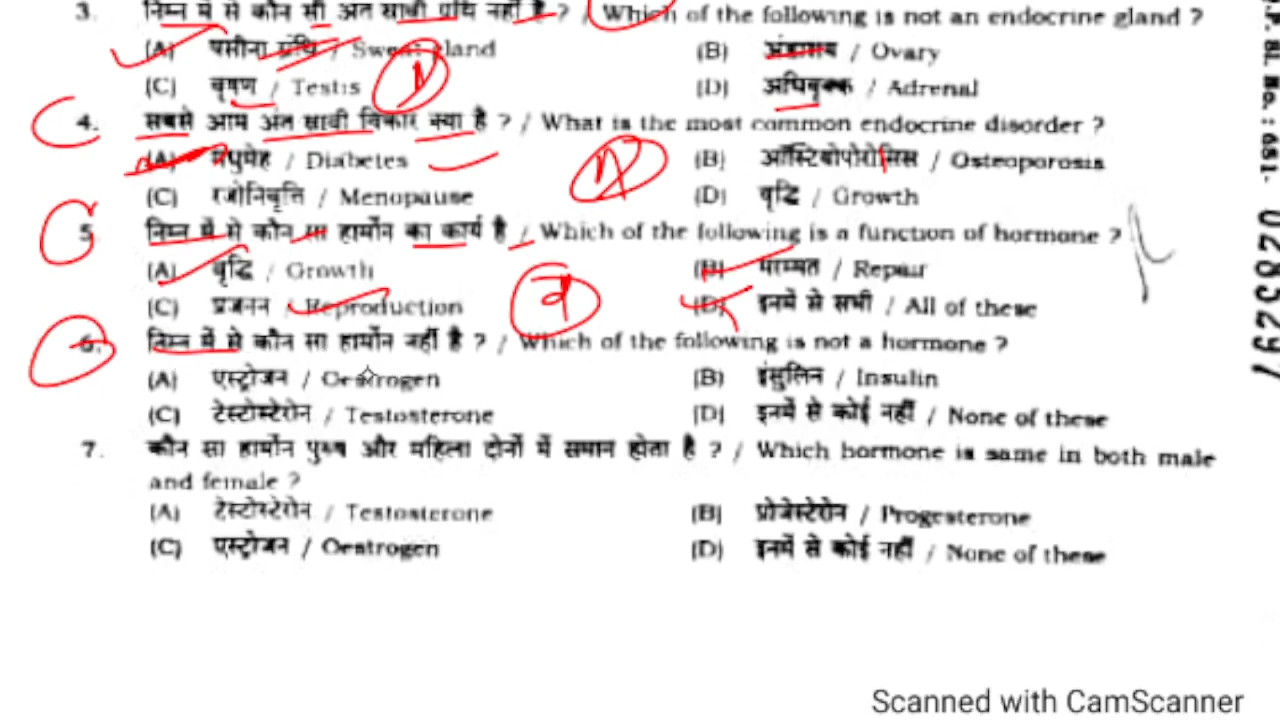 3. निम्न में से कौन सी अंत स्रावी ग्रंथि नहीं है ? / Which of the following is not an endocrine gland ?
(A) पसीना ग्रंथि / Sweat gland (B) अंडाशय / Ovary
(C) वृषण / Testis (D) अधिवृक्क / Adrenal
4. सबसे आम अंत स्रावी विकार क्या है ? / What is the most common endocrine disorder ?
(A) मधुमेह / Diabetes (B) ऑस्टियोपोरोसिस / Osteoporosis
(C) रजोनिवृत्ति / Menopause (D) वृद्धि / Growth
5. निम्न में से कौन सा हार्मोन का कार्य है / Which of the following is a function of hormone ?
(A) वृद्धि / Growth (B) मरम्मत / Repair
(C) प्रजनन / Reproduction (D) इनमें से सभी / All of these
6. निम्न में से कौन सा हार्मोन नहीं है ? / Which of the following is not a hormone ?
(A) एस्ट्रोजन / Oestrogen (B) इंसुलिन / Insulin
(C) टेस्टोस्टेरोन / Testosterone (D) इनमें से कोई नहीं / None of these
7. कौन सा हार्मोन पुरुष और महिला दोनों में समान होता है ? / Which hormone is same in both male
and female ?
(A) टेस्टोस्टेरोन / Testosterone (B) प्रोजेस्टेरोन / Progesterone
(C) एस्ट्रोजन / Oestrogen (D) इनमें से कोई नहीं / None of these
Scanned with CamScanner
No. : 681- 0285297